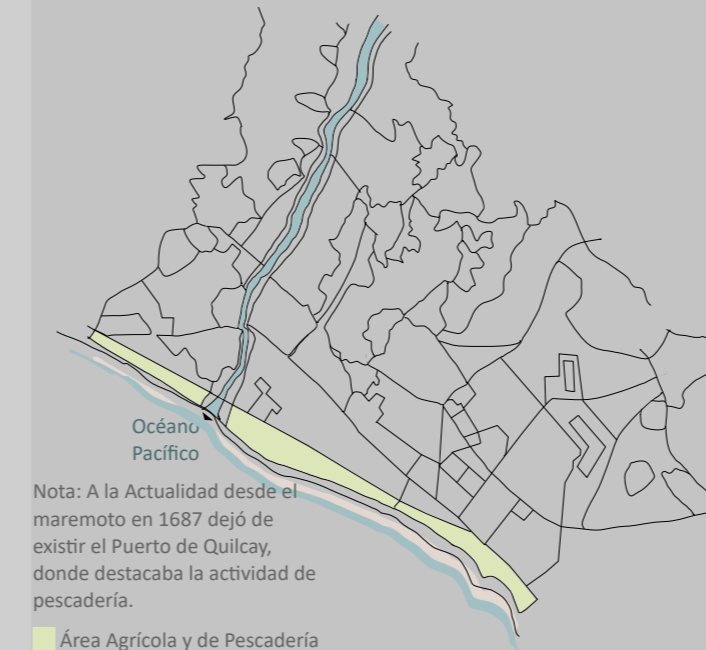 Océano
Pacífico
Nota: A la Actualidad desde el
maremoto en 1687 dejó de
existir el Puerto de Quilcay,
donde destacaba la actividad de
pescadería.
Área Agrícola y de Pescadería